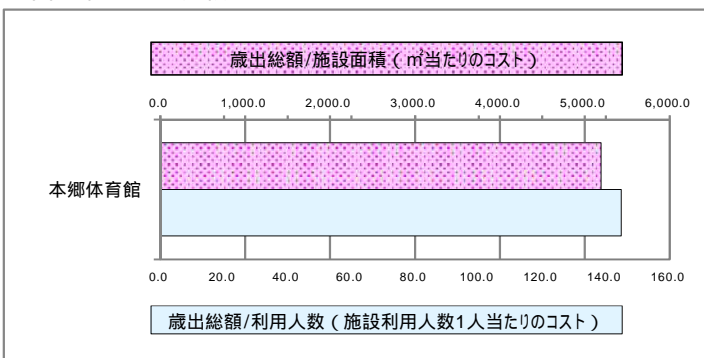 歳出総額/施設面積（㎡当たりのコスト）
0.0 1,000.0 2,000.0 3,000.0 4,000.0 5,000.0 6,000.0
本郷体育館
0.0 20.0 40.0 60.0 80.0 100.0 120.0 140.0 160.0
歳出総額/利用人数（施設利用人数1人当たりのコスト）